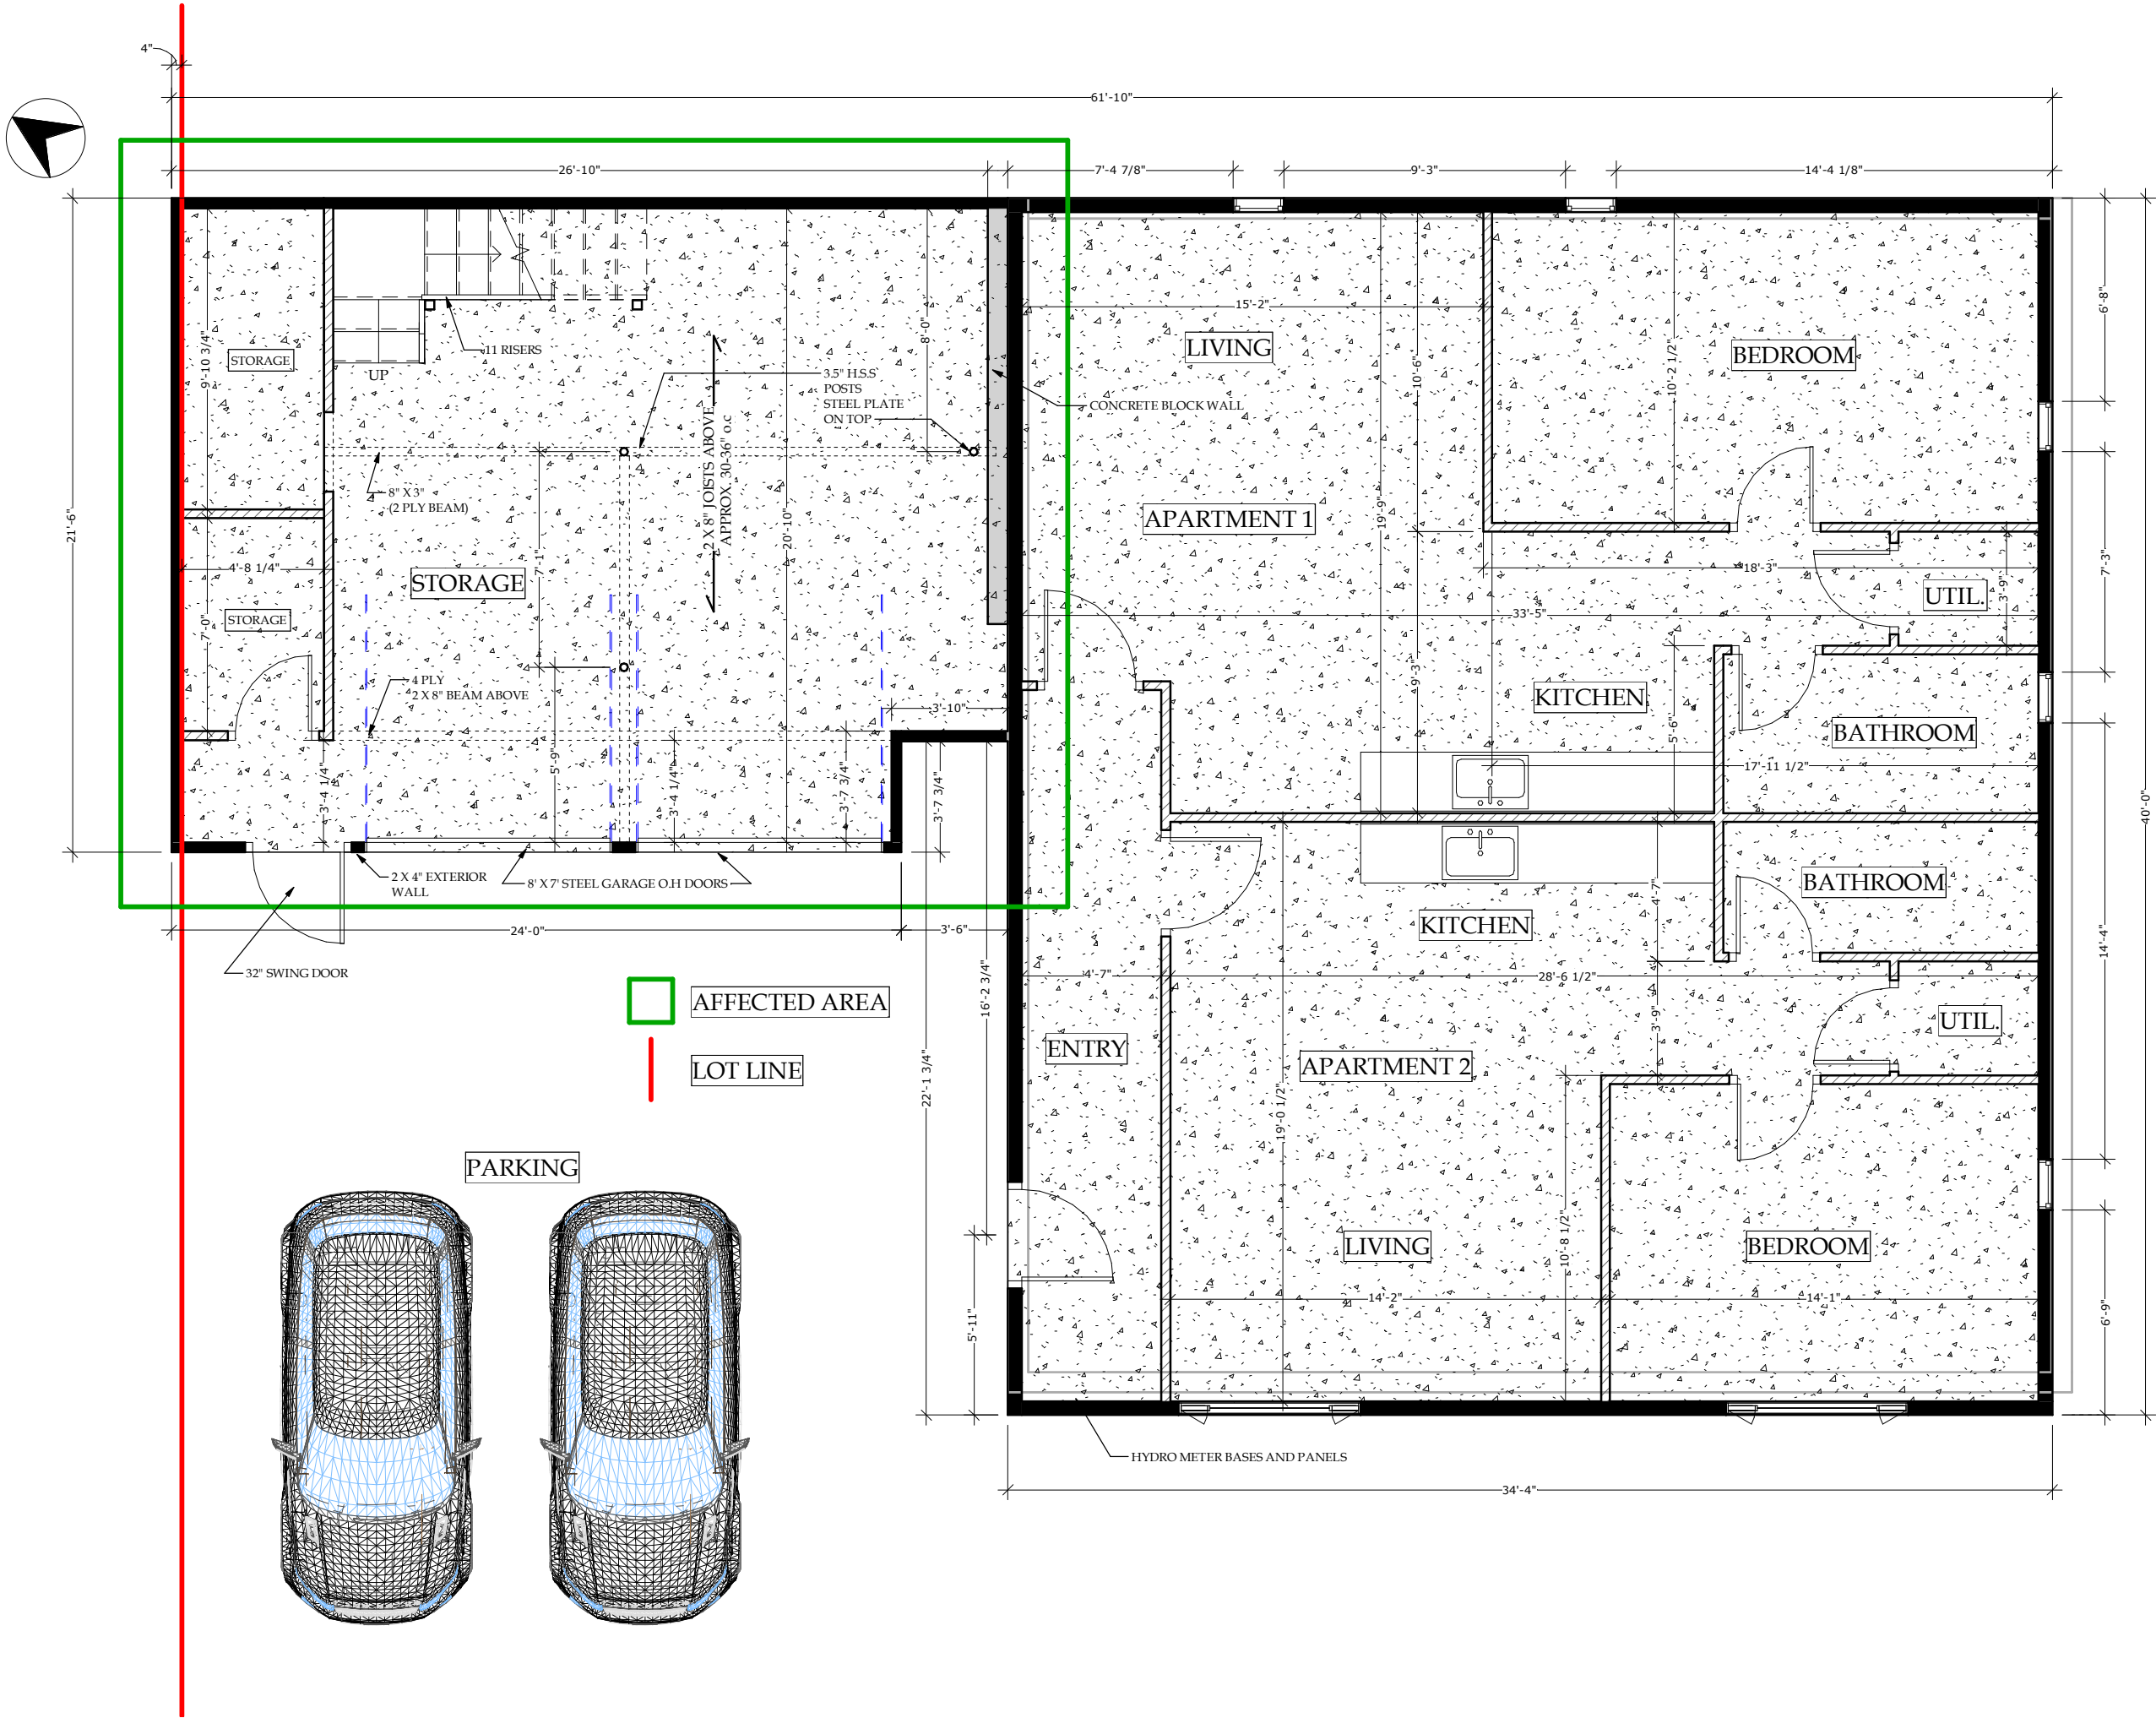 4"
61'-10"
26'-10"
7'-4 7/8"
9'-3"
14'-4 1/8"
21'-6"
9'-10 3/4"
STORAGE
UP
11 RISERS
8'-0"
3.5" H.S.S
POSTS
STEEL PLATE
ON TOP
CONCRETE BLOCK WALL
2 X 8" JOISTS ABOVE
APPROX. 30-36" o.c
20'-10"
8" X 3"
(2 PLY BEAM)
7'-1"
4'-8 1/4"
STORAGE
STORAGE
7'-0"
4 PLY
2 X 8" BEAM ABOVE
3'-10"
5'-9"
3'-4 1/4"
3'-4 1/4"
3'-7 3/4"
3'-7 3/4"
2 X 4" EXTERIOR
WALL
8' X 7' STEEL GARAGE O.H DOORS
24'-0"
3'-6"
32" SWING DOOR
15'-2"
LIVING
10'-6"
19'-9"
10'-2 1/2"
BEDROOM
6'-8"
APARTMENT 1
18'-3"
7'-3"
UTIL.
3'-9"
33'-5"
9'-3"
KITCHEN
5'-6"
BATHROOM
17'-11 1/2"
40'-0"
BATHROOM
4'-7"
KITCHEN
14'-4"
4'-7"
28'-6 1/2"
16'-2 3/4"
22'-1 3/4"
AFFECTED AREA
LOT LINE
ENTRY
APARTMENT 2
3'-9"
UTIL.
19'-0 1/2"
PARKING
LIVING
10'-8 1/2"
BEDROOM
14'-2"
14'-1"
5'-11"
6'-9"
HYDRO METER BASES AND PANELS
34'-4"